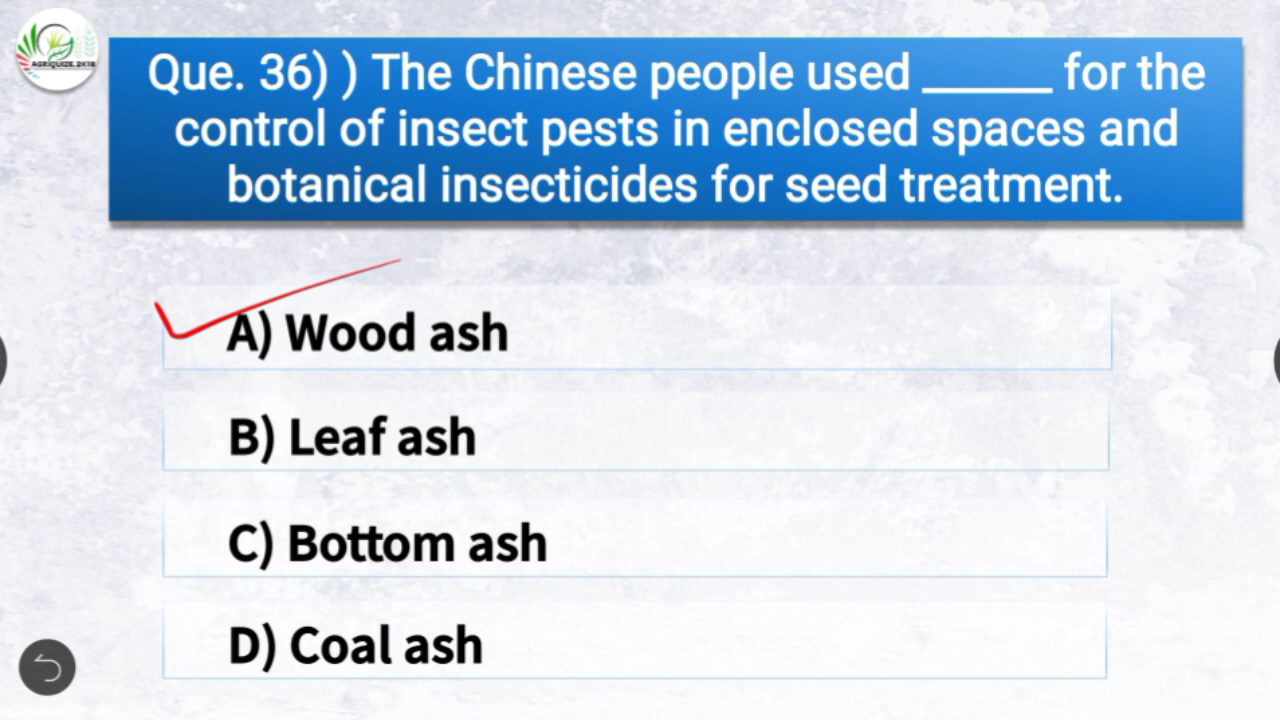 AGRIQUIZE.2K18
Que. 36) ) The Chinese people used ______ for the
control of insect pests in enclosed spaces and
botanical insecticides for seed treatment.
A) Wood ash
B) Leaf ash
C) Bottom ash
D) Coal ash